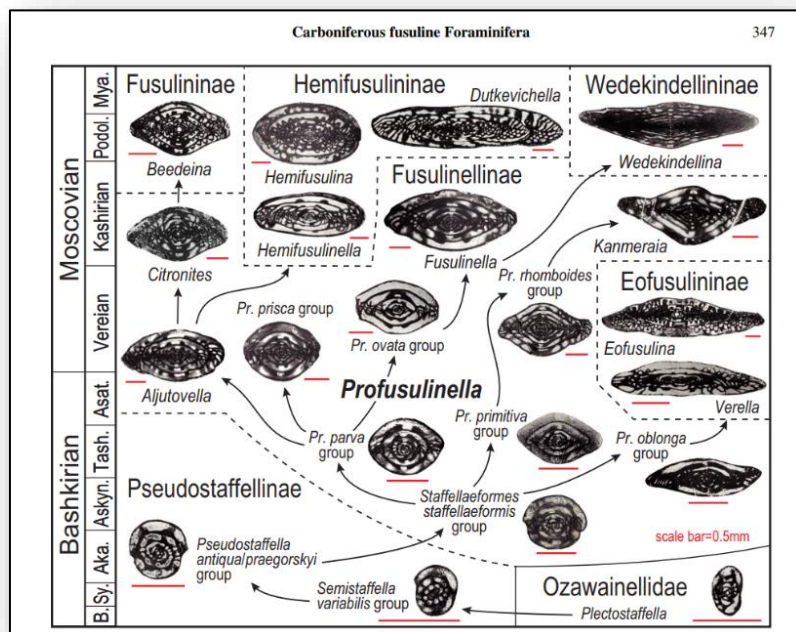 Carboniferous fusuline Foraminifera
347
Moscovian
Bashkirian
Mya.
Podol.
Kashirian
Vereian
Asat.
Tash.
Askyn.
Aka.
Sy.
B.
Fusulininae
Hemifusulininae
Wedekindellininae
Dutkevichella
Beedeina
Hemifusulina
Wedekindellina
Fusulinellinae
Hemifusulinella
Citronites
Fusulinella
Kanmeraia
Pr. rhomboides
group
Eofusulininae
Pr. prisca group
Pr. ovata group
Eofusulina
Aljutovella
Profusulinella
Verella
Pr. parva
group
Pr. primitiva
group
Pr. oblonga
group
Pseudostaffellinae
Staffellaeformes
staffellaeformis
group
scale bar=0.5mm
Pseudostaffella
antiqua/praegorskyi
group
Semistaffella
variabilis group
Ozawainellidae
Plectostaffella